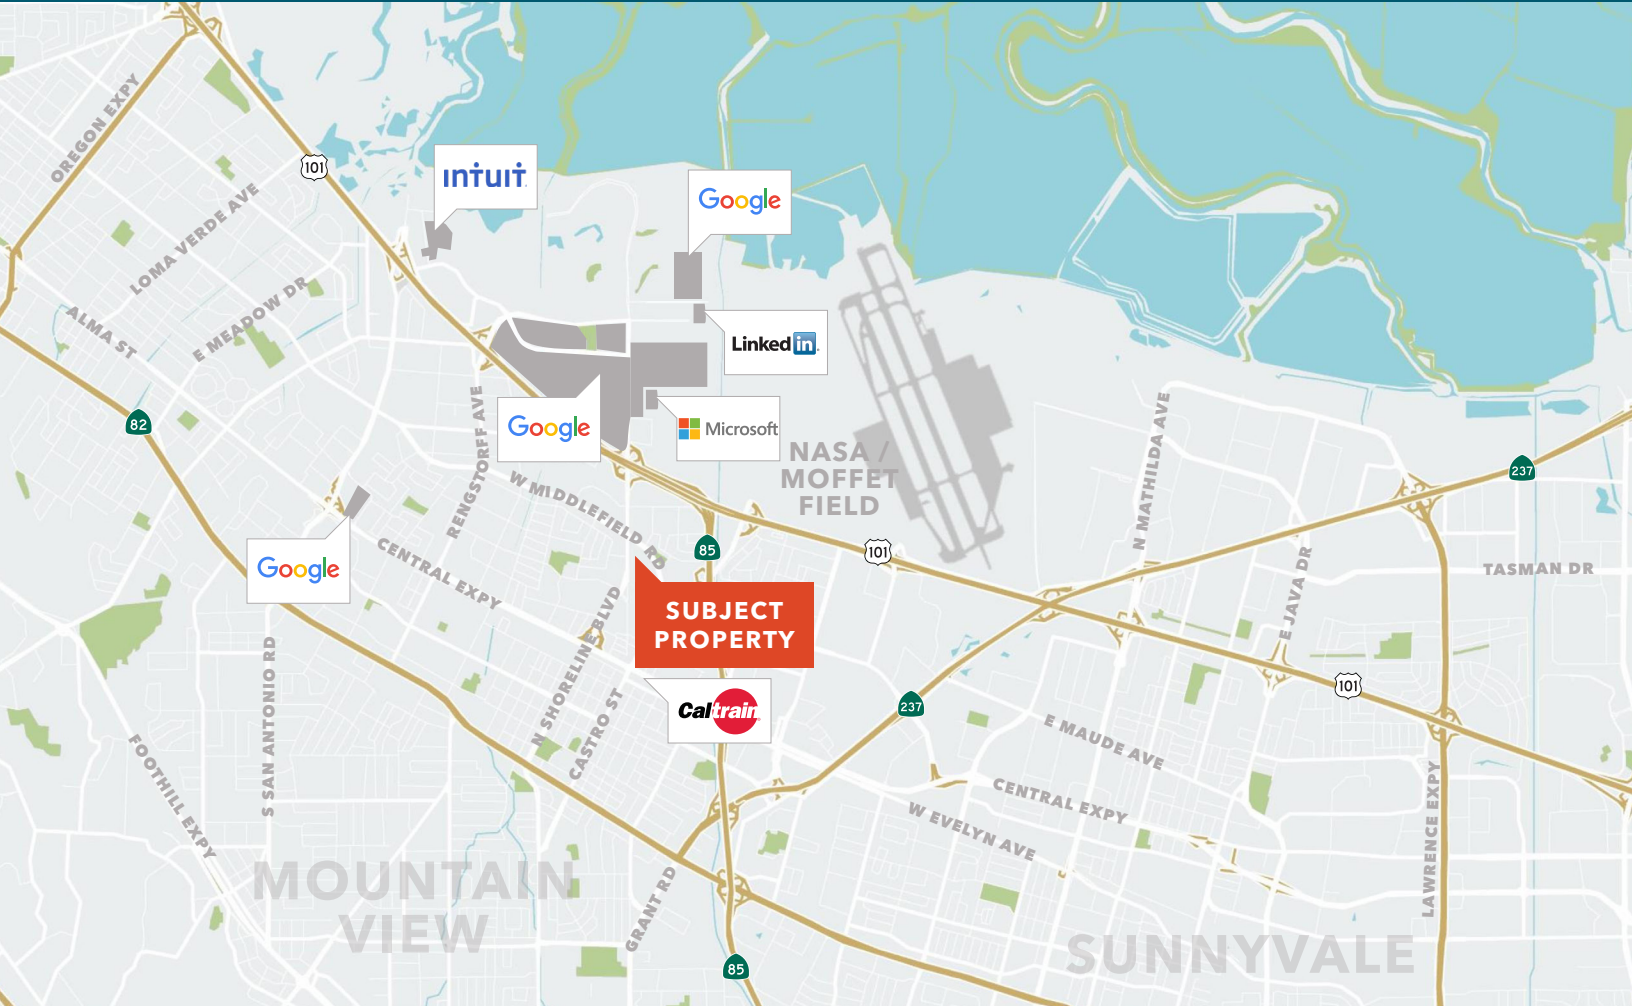 OREGON EXPY
101
intuit
Google
LOMA VERDE AVE
E MEADOW DR
ALMA ST
LinkedIn
82
RENGSTORFF AVE
Google
Microsoft
NASA /
MOFFET
FIELD
N MATHILDA AVE
237
W MIDDLEFIELD RD
85
101
Google
CENTRAL EXPY
TASMAN DR
E JAVA DR
SUBJECT
PROPERTY
N SHORELINE BLVD
CASTRO ST
Caltrain
237
101
S SAN ANTONIO RD
FOOTHILL EXPY
E MAUDE AVE
CENTRAL EXPY
W EVELYN AVE
LAWRENCE EXPY
MOUNTAIN
VIEW
GRANT RD
SUNNYVALE
85